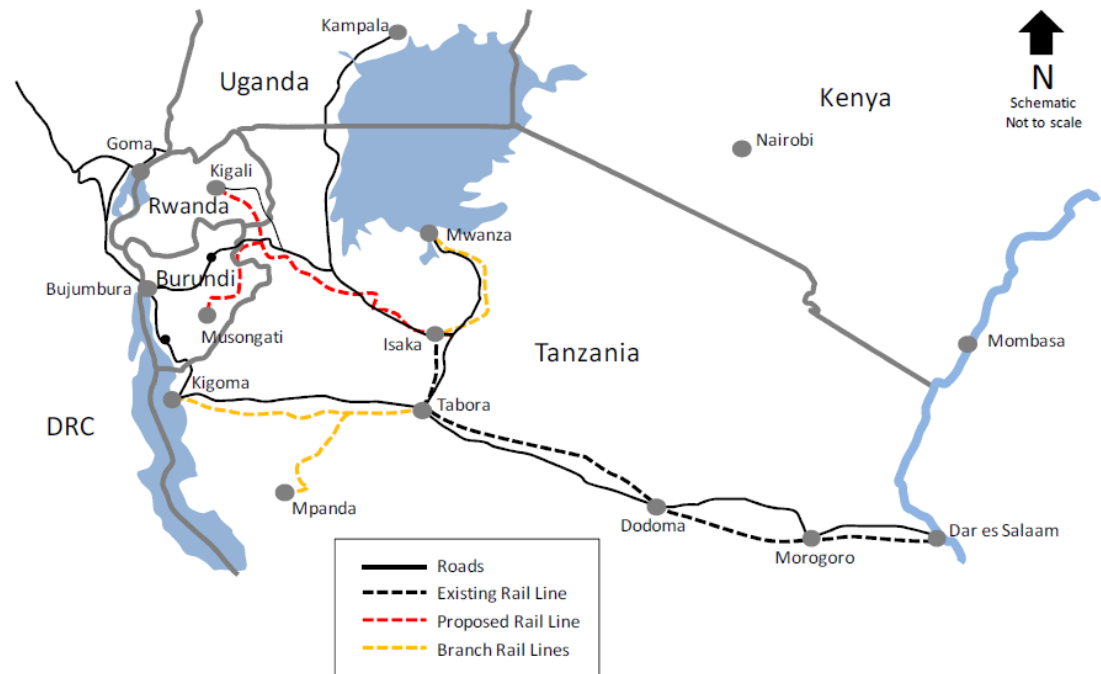 Kampala
Uganda
Kenya
N
Schematic
Not to scale
Goma
Nairobi
Kigali
Rwanda
Mwanza
Burundi
Bujumbura
Musongati
Isaka
Tanzania
Mombasa
Kigoma
Tabora
DRC
Mpanda
Dodoma
Morogoro
Dar es Salaam
Roads
Existing Rail Line
Proposed Rail Line
Branch Rail Lines